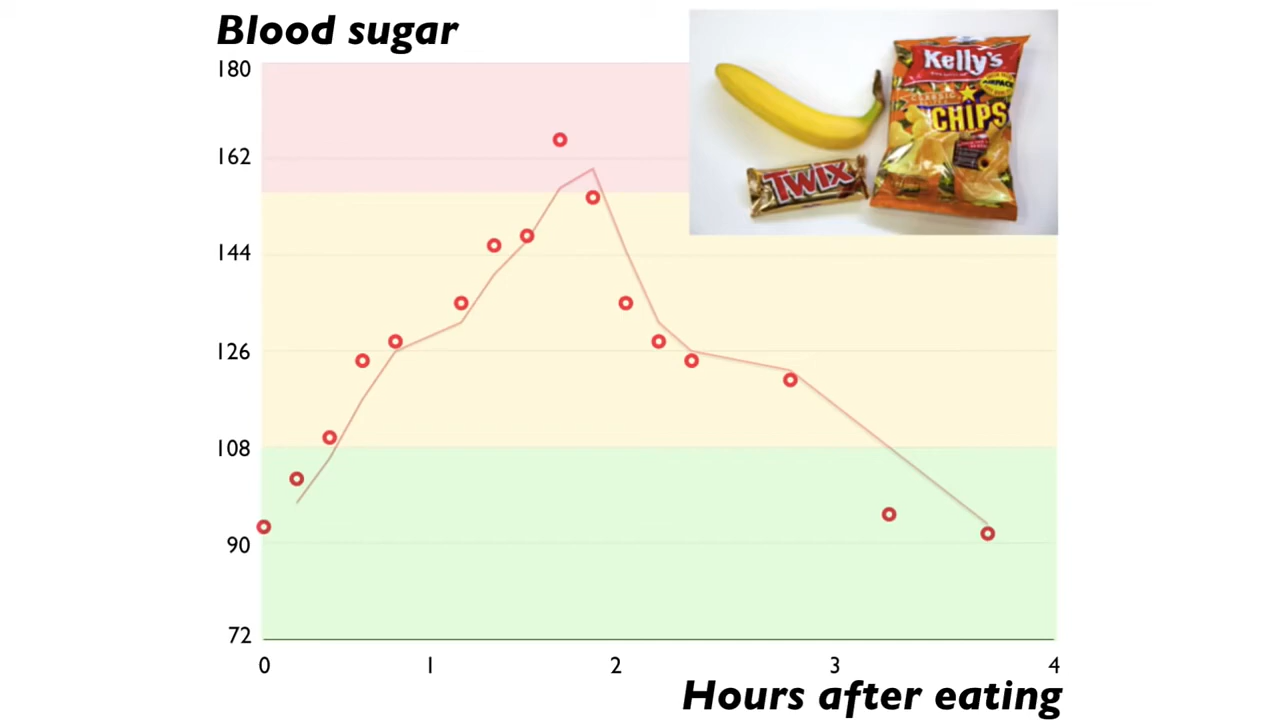 Blood sugar
180
162
144
126
108
90
72
0
1
2
3
4
Hours after eating
Kelly's
CLASSIC
CHIPS
TWIX